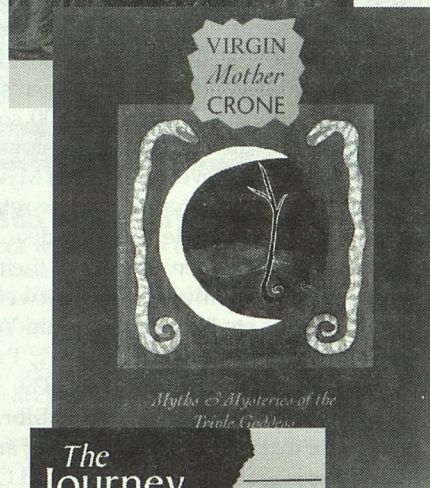 VIRGIN
Mother
CRONE
Myths & Mysteries of the
Triple Goddess
The
Journey